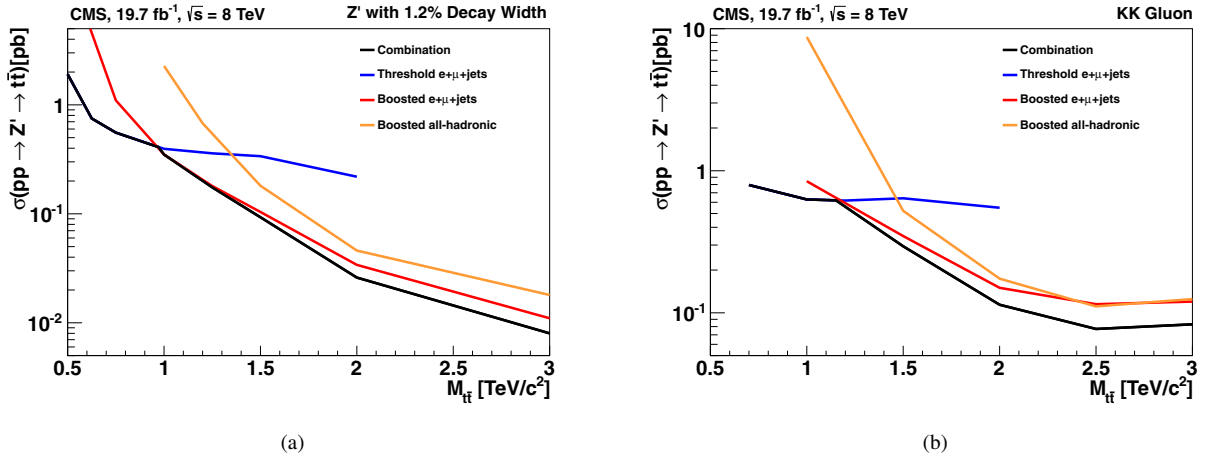 CMS, 19.7 fb⁻¹, √s = 8 TeV
Z' with 1.2% Decay Width
σ(pp → Z' → tt̄)[pb]
Combination
Threshold e+μ+jets
Boosted e+μ+jets
Boosted all-hadronic
1
10⁻¹
10⁻²
0.5 1 1.5 2 2.5 3
M_tt̄ [TeV/c²]
(a)
CMS, 19.7 fb⁻¹, √s = 8 TeV
KK Gluon
σ(pp → Z' → tt̄)[pb]
10
Combination
Threshold e+μ+jets
Boosted e+μ+jets
Boosted all-hadronic
1
10⁻¹
0.5 1 1.5 2 2.5 3
M_tt̄ [TeV/c²]
(b)